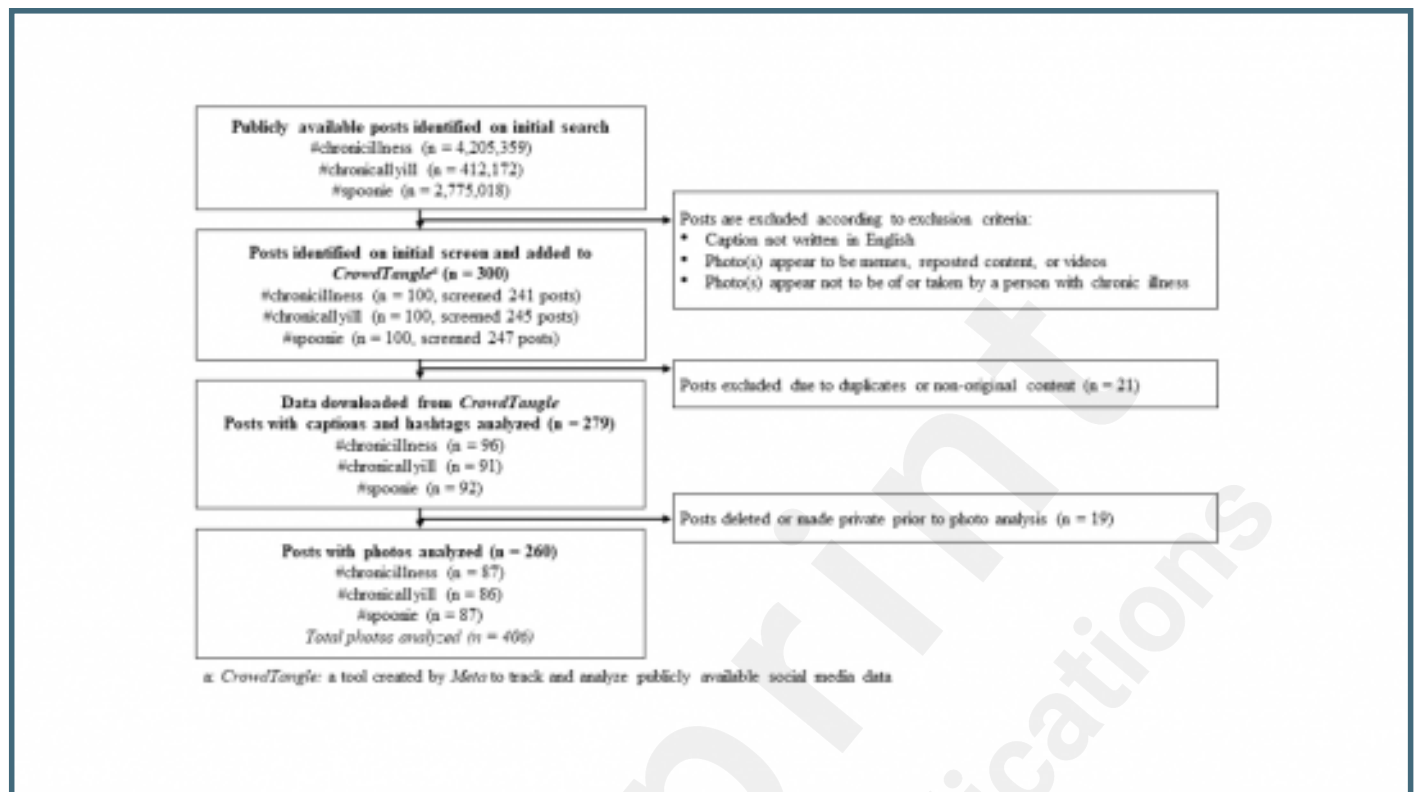 Publicly available posts identified on initial search
#chronicillness (n = 4,205,359)
#chronicallyill (n = 412,172)
#spoonie (n = 2,775,018)
Posts are excluded according to exclusion criteria:
• Caption not written in English
• Photo(s) appear to be memes, reposted content, or videos
• Photo(s) appear not to be of or taken by a person with chronic illness
Posts identified on initial screen and added to
CrowdTangleª (n = 300)
#chronicillness (n = 100, screened 241 posts)
#chronicallyill (n = 100, screened 245 posts)
#spoonie (n = 100, screened 247 posts)
Posts excluded due to duplicates or non-original content (n = 21)
Data downloaded from CrowdTangle
Posts with captions and hashtags analyzed (n = 279)
#chronicillness (n = 96)
#chronicallyill (n = 91)
#spoonie (n = 92)
Posts deleted or made private prior to photo analysis (n = 19)
Posts with photos analyzed (n = 260)
#chronicillness (n = 87)
#chronicallyill (n = 86)
#spoonie (n = 87)
Total photos analyzed (n = 406)
a: CrowdTangle: a tool created by Meta to track and analyze publicly available social media data
print
ications